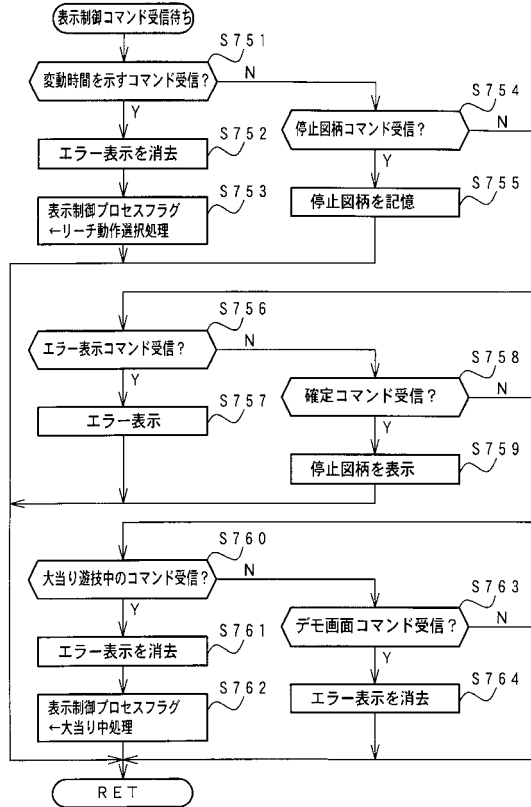 表示制御コマンド受信待ち
S751
変動時間を示すコマンド受信?
N
Y
S754
停止図柄コマンド受信?
N
Y
S752
エラー表示を消去
S753
表示制御プロセスフラグ
←リーチ動作選択処理
S755
停止図柄を記憶
S756
エラー表示コマンド受信?
N
Y
S758
確定コマンド受信?
N
Y
S757
エラー表示
S759
停止図柄を表示
S760
大当り遊技中のコマンド受信?
N
Y
S763
デモ画面コマンド受信?
N
Y
S761
エラー表示を消去
S762
表示制御プロセスフラグ
←大当り中処理
S764
エラー表示を消去
RET